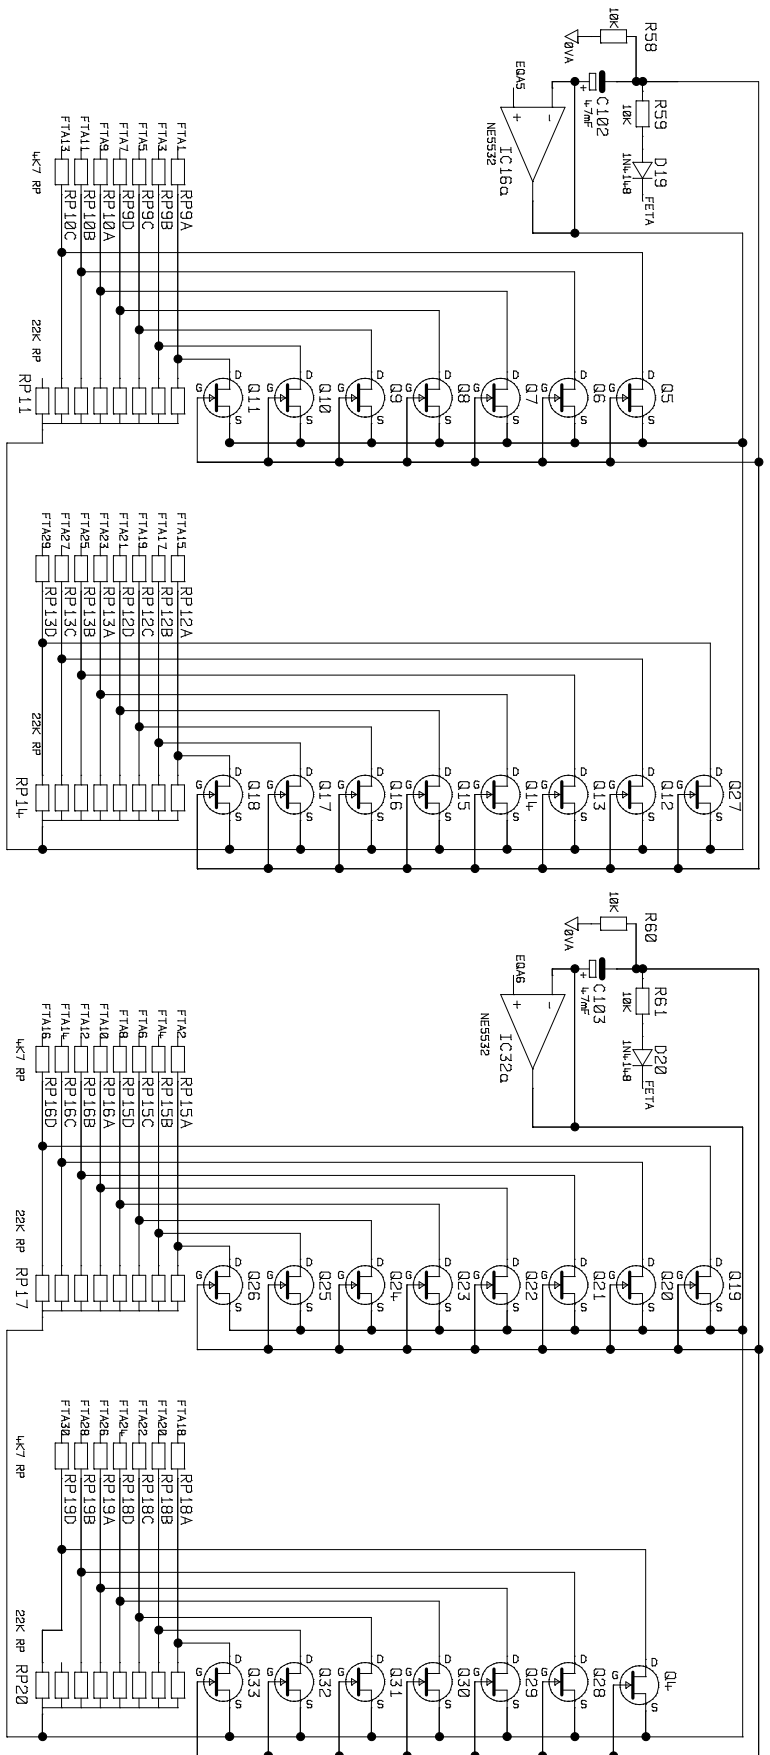 R58
10K
0VA
C102
47mF
+
R59
10K
D19
1N4148
FETA
EQA5
+
-
IC16a
NE5532
FTA1
FTA3
FTA5
FTA7
FTA9
FTA11
FTA13
RP9A
RP9B
RP9C
RP9D
RP10A
RP10B
RP10C
4K7 RP
22K RP
RP11
D
G
S
Q5
D
G
S
Q6
D
G
S
Q7
D
G
S
Q8
D
G
S
Q9
D
G
S
Q10
D
G
S
Q11
FTA15
FTA17
FTA19
FTA21
FTA23
FTA25
FTA27
FTA29
RP12A
RP12B
RP12C
RP12D
RP13A
RP13B
RP13C
RP13D
22K RP
RP14
D
G
S
Q27
D
G
S
Q12
D
G
S
Q13
D
G
S
Q14
D
G
S
Q15
D
G
S
Q16
D
G
S
Q17
D
G
S
Q18
R60
10K
0VA
C103
47mF
+
R61
10K
D20
1N4148
FETA
EQA6
+
-
IC32a
NE5532
FTA2
FTA4
FTA6
FTA8
FTA10
FTA12
FTA14
FTA16
RP15A
RP15B
RP15C
RP15D
RP16A
RP16B
RP16C
RP16D
4K7 RP
22K RP
RP17
D
G
S
Q19
D
G
S
Q20
D
G
S
Q21
D
G
S
Q22
D
G
S
Q23
D
G
S
Q24
D
G
S
Q25
D
G
S
Q26
FTA18
FTA20
FTA22
FTA24
FTA26
FTA28
FTA30
RP18A
RP18B
RP18C
RP18D
RP19A
RP19B
RP19D
4K7 RP
22K RP
RP20
D
G
S
Q4
D
G
S
Q28
D
G
S
Q29
D
G
S
Q30
D
G
S
Q31
D
G
S
Q32
D
G
S
Q33